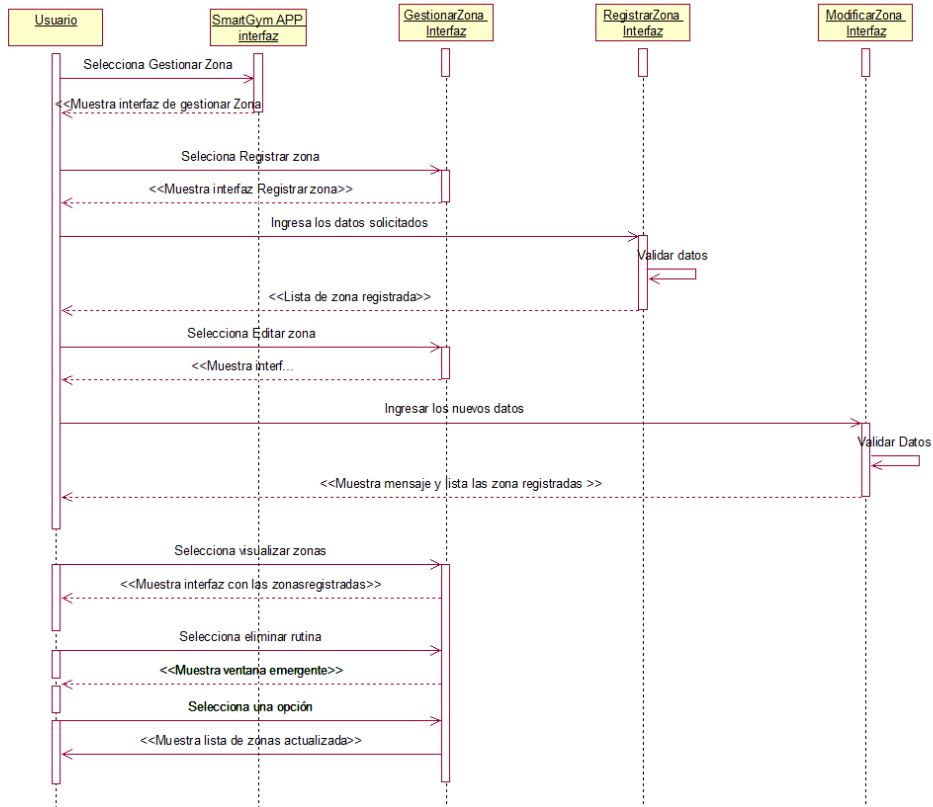 Usuario
SmartGym APP
interfaz
GestionarZona
Interfaz
RegistrarZona
Interfaz
ModificarZona
Interfaz
Selecciona Gestionar Zona
<<Muestra interfaz de gestionar Zona
Seleciona Registrar zona
<<Muestra interfaz Registrar zona>>
Ingresa los datos solicitados
Validar datos
<<Lista de zona registrada>>
Selecciona Editar zona
<<Muestra interf...
Ingresar los nuevos datos
Validar Datos
<<Muestra mensaje y lista las zona registradas >>
Selecciona visualizar zonas
<<Muestra interfaz con las zonasregistradas>>
Selecciona eliminar rutina
<<Muestra ventana emergente>>
Selecciona una opción
<<Muestra lista de zonas actualizada>>